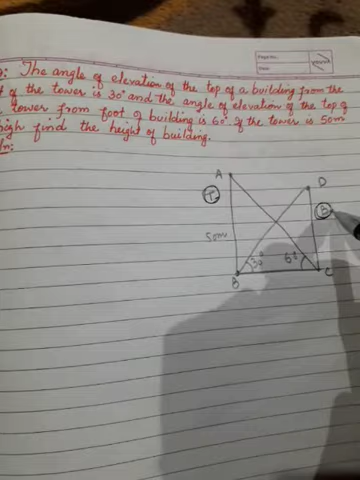 Q: The angle of elevation of the top of a building from the
of the tower is 30° and the angle of elevation of the top of
tower from foot of building is 60°. If the tower is 50m
high find the height of building.
A
D
T
B
50m
30°
60°
B
C